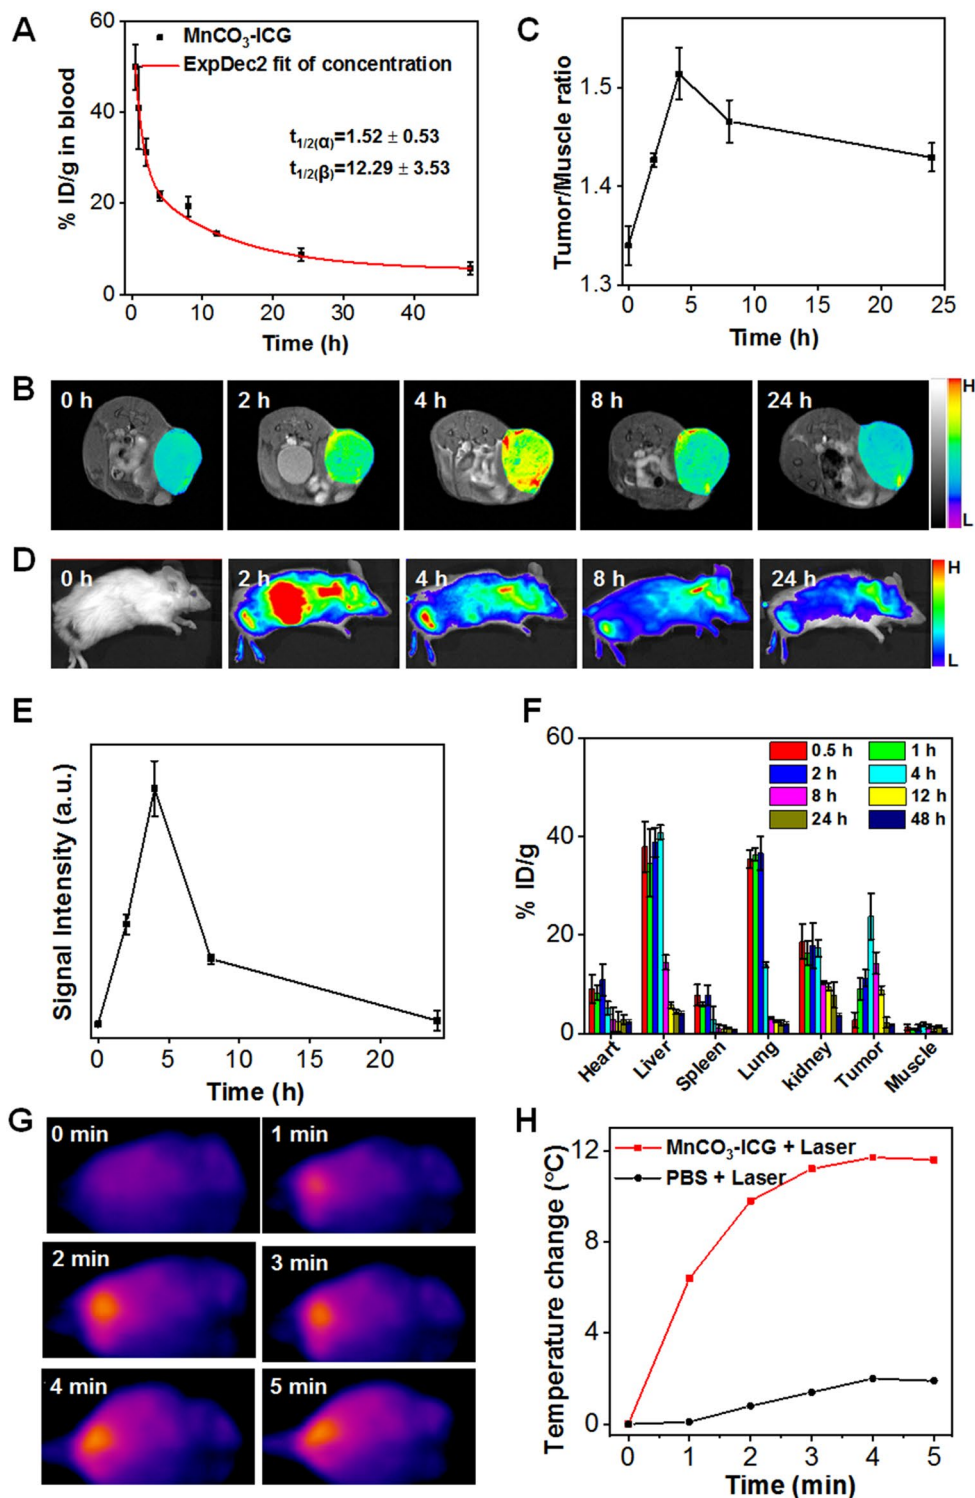 A
60
40
20
0
% ID/g in blood
MnCO₃-ICG
ExpDec2 fit of concentration
t1/2(α)=1.52 ± 0.53
t1/2(β)=12.29 ± 3.53
0 20 40
Time (h)
C
1.5
1.4
1.3
Tumor/Muscle ratio
0 5 10 15 20 25
Time (h)
B
0 h 2 h 4 h 8 h 24 h
H
L
D
0 h 2 h 4 h 8 h 24 h
H
L
E
Signal Intensity (a.u.)
0 5 10 15 20
Time (h)
F
60
40
20
0
% ID/g
0.5 h 1 h
2 h 4 h
8 h 12 h
24 h 48 h
Heart Liver Spleen Lung kidney Tumor Muscle
G
0 min 1 min
2 min 3 min
4 min 5 min
H
12
8
4
0
Temperature change (°C)
MnCO₃-ICG + Laser
PBS + Laser
0 1 2 3 4 5
Time (min)